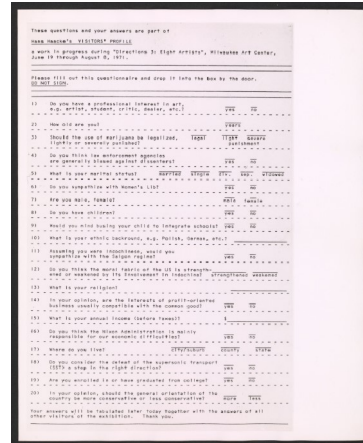 These questions and your answers are part of
Hans Haacke's VISITORS' PROFILE
a work in progress during "Directions 3: Eight Artists", Milwaukee Art Center,
June 19 through August 8, 1971.
Please fill out this questionnaire and drop it into the box by the door.
DO NOT SIGN.
1) Do you have a professional interest in art,
e.g. artist, student, critic, dealer, etc.? yes no
2) How old are you? years
3) Should the use of marijuana be legalized, legal light severe
lightly or severely punished? punishment
4) Do you think law enforcement agencies
are generally biased against dissenters? yes no
5) What is your marital status? married single div. sep. widowed
6) Do you sympathize with Women's Lib? yes no
7) Are you male, female? male female
8) Do you have children? yes no
9) Would you mind busing your child to integrate schools? yes no
10) What is your ethnic background, e.g. Polish, German, etc.?
11) Assuming you were Indochinese, would you
sympathize with the Saigon regime? yes no
12) Do you think the moral fabric of the US is strength-
ened or weakened by its involvement in Indochina? strengthened weakened
13) What is your religion?
14) In your opinion, are the interests of profit-oriented
business usually compatible with the common good? yes no
15) What is your annual income (before taxes)? $
16) Do you think the Nixon Administration is mainly
responsible for our economic difficulties? yes no
17) Where do you live? city/suburb county state
18) Do you consider the defeat of the supersonic transport
(SST) a step in the right direction? yes no
19) Are you enrolled in or have graduated from college? yes no
20) In your opinion, should the general orientation of the
country be more conservative or less conservative? more less
Your answers will be tabulated later today together with the answers of all
other visitors of the exhibition. Thank you.